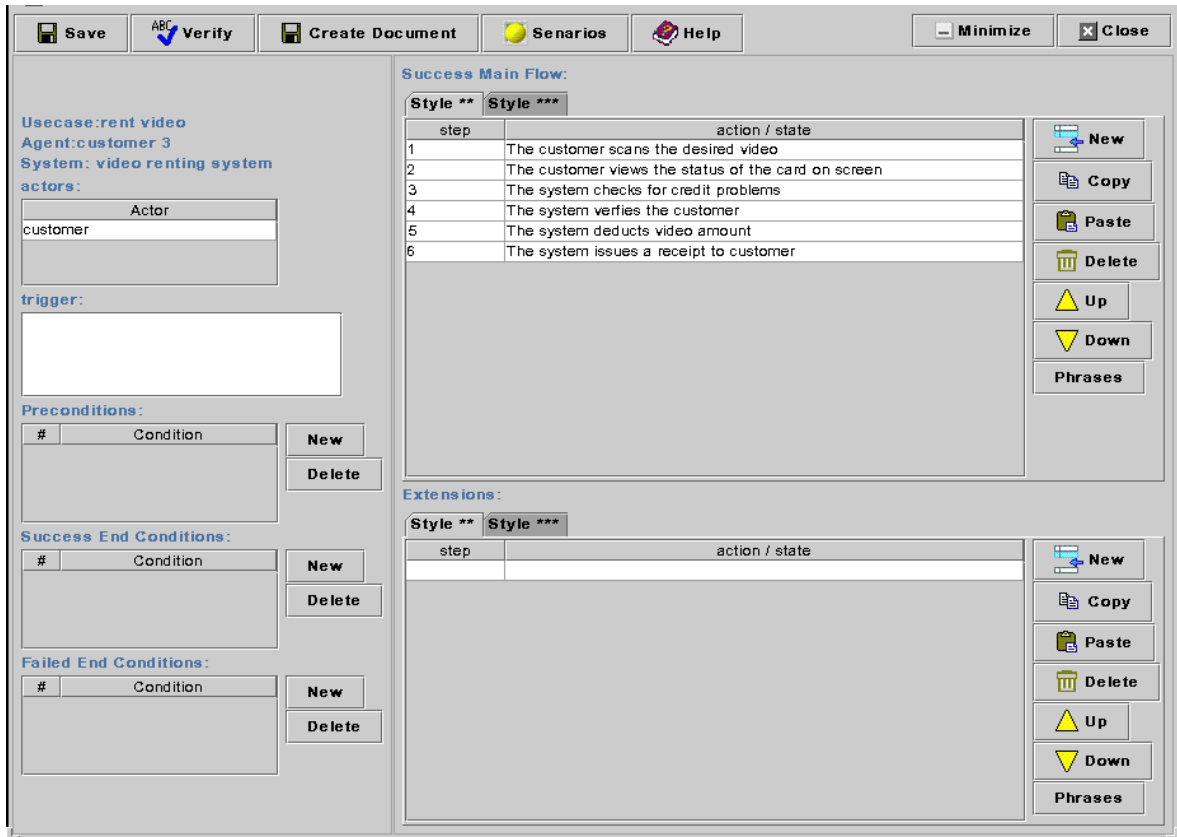 Save
ABC Verify
Create Document
Senarios
Help
Minimize
Close
Usecase:rent video
Agent:customer 3
System: video renting system
actors:
Actor
customer
trigger:
Preconditions:
# Condition
New
Delete
Success End Conditions:
# Condition
New
Delete
Failed End Conditions:
# Condition
New
Delete
Success Main Flow:
Style ** Style ***
step action / state
1 The customer scans the desired video
2 The customer views the status of the card on screen
3 The system checks for credit problems
4 The system verfies the customer
5 The system deducts video amount
6 The system issues a receipt to customer
New
Copy
Paste
Delete
Up
Down
Phrases
Extensions:
Style ** Style ***
step action / state
New
Copy
Paste
Delete
Up
Down
Phrases